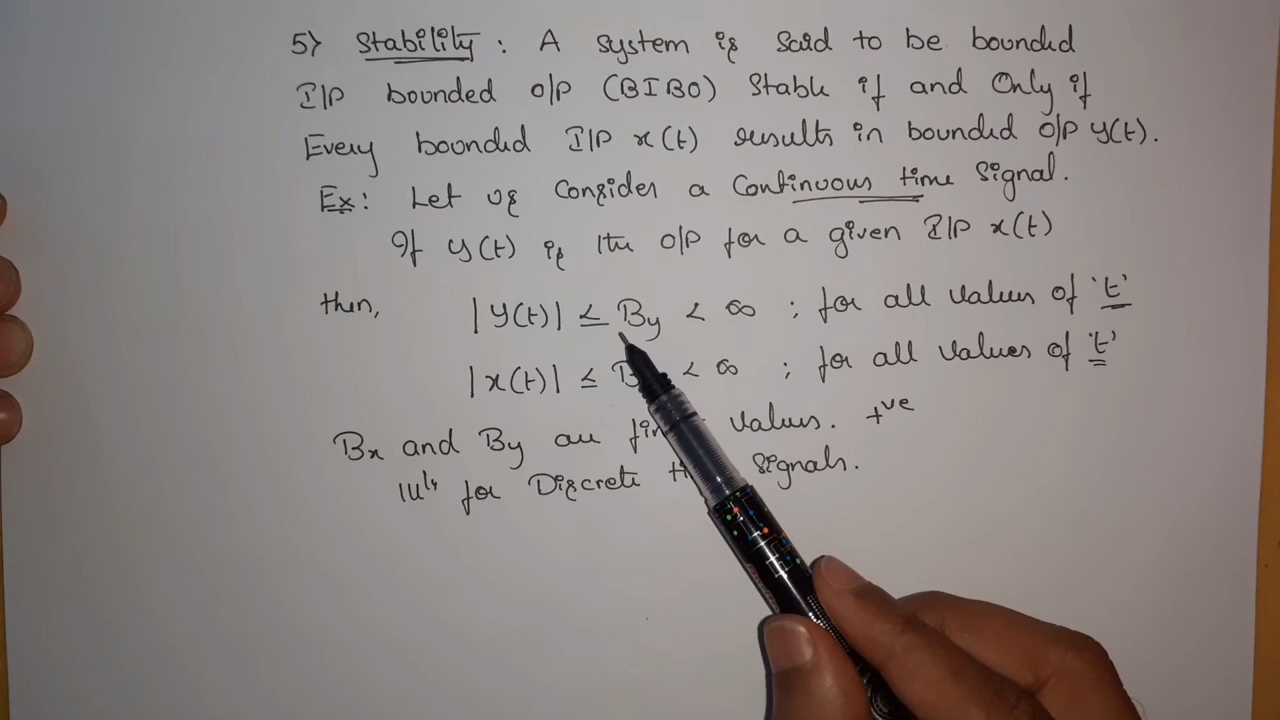 5) Stability : A system is said to be bounded
I/P bounded o/p (BIBO) Stable if and Only if
Every bounded I/P x(t) results in bounded o/p y(t).
Ex: Let us Consider a Continuous time Signal.
If y(t) is the o/p for a given I/P x(t)
then, |y(t)| ≤ By < ∞ ; for all values of 't'
|x(t)| ≤ B < ∞ ; for all values of 't'
Bx and By are values. +ve
|||ly for Discrete signals.